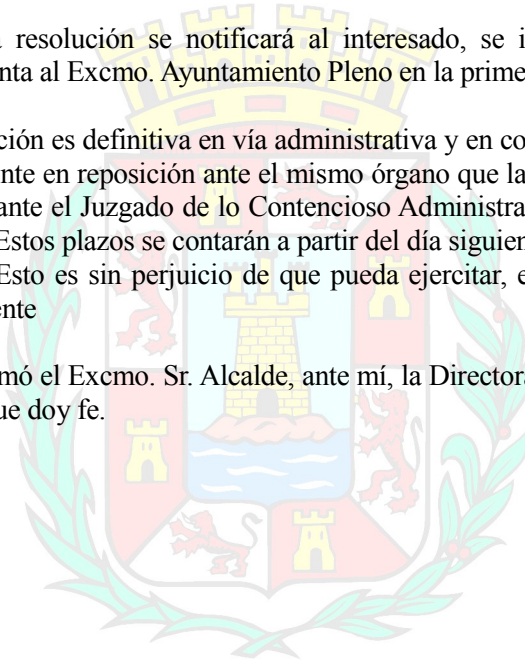 resolución se notificará al interesado, se i
nta al Excmo. Ayuntamiento Pleno en la prime
ción es definitiva en vía administrativa y en co
nte en reposición ante el mismo órgano que la
ante el Juzgado de lo Contencioso Administra
Estos plazos se contarán a partir del día siguien
Esto es sin perjuicio de que pueda ejercitar, e
ente
mó el Excmo. Sr. Alcalde, ante mí, la Directora
ue doy fe.